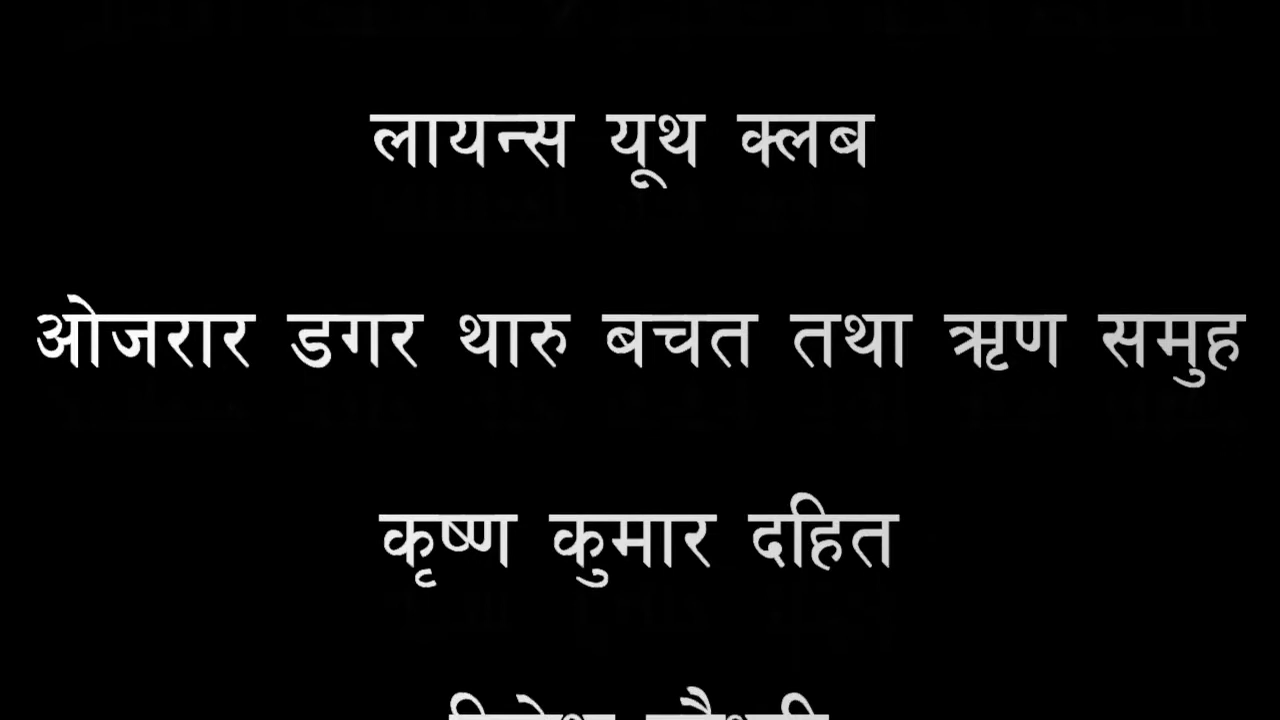 लायन्स यूथ क्लब
ओजरार डगर थारु बचत तथा ऋण समुह
कृष्ण कुमार दहित